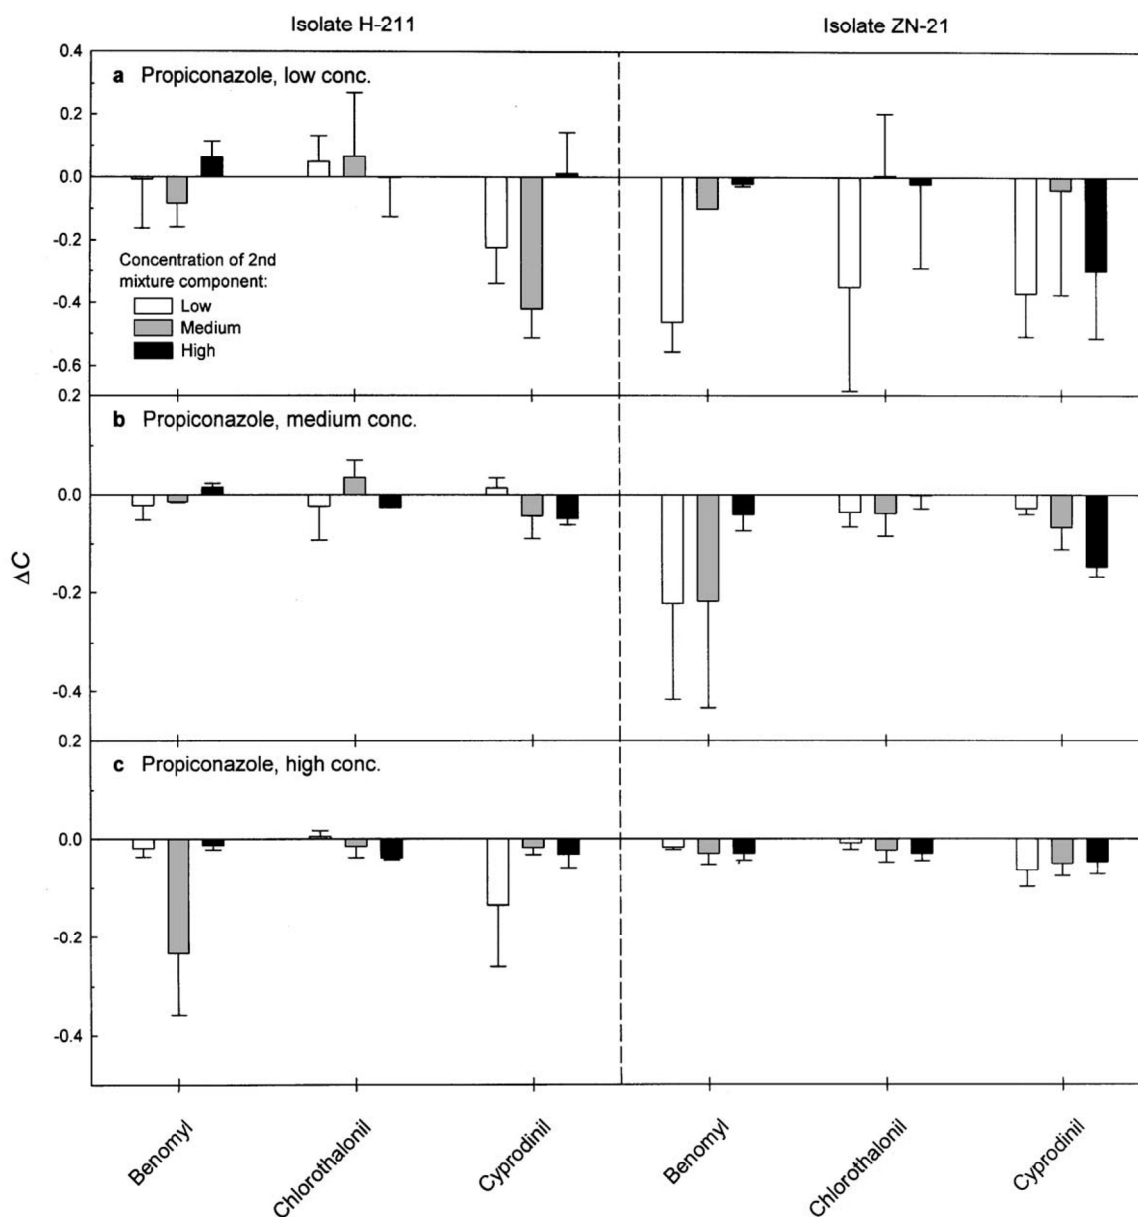 Isolate H-211
Isolate ZN-21
0.4
a Propiconazole, low conc.
0.2
0.0
-0.2
Concentration of 2nd
mixture component:
Low
Medium
High
-0.4
-0.6
0.2
b Propiconazole, medium conc.
0.0
-0.2
-0.4
ΔC
0.2
c Propiconazole, high conc.
0.0
-0.2
-0.4
Benomyl
Chlorothalonil
Cyprodinil
Benomyl
Chlorothalonil
Cyprodinil